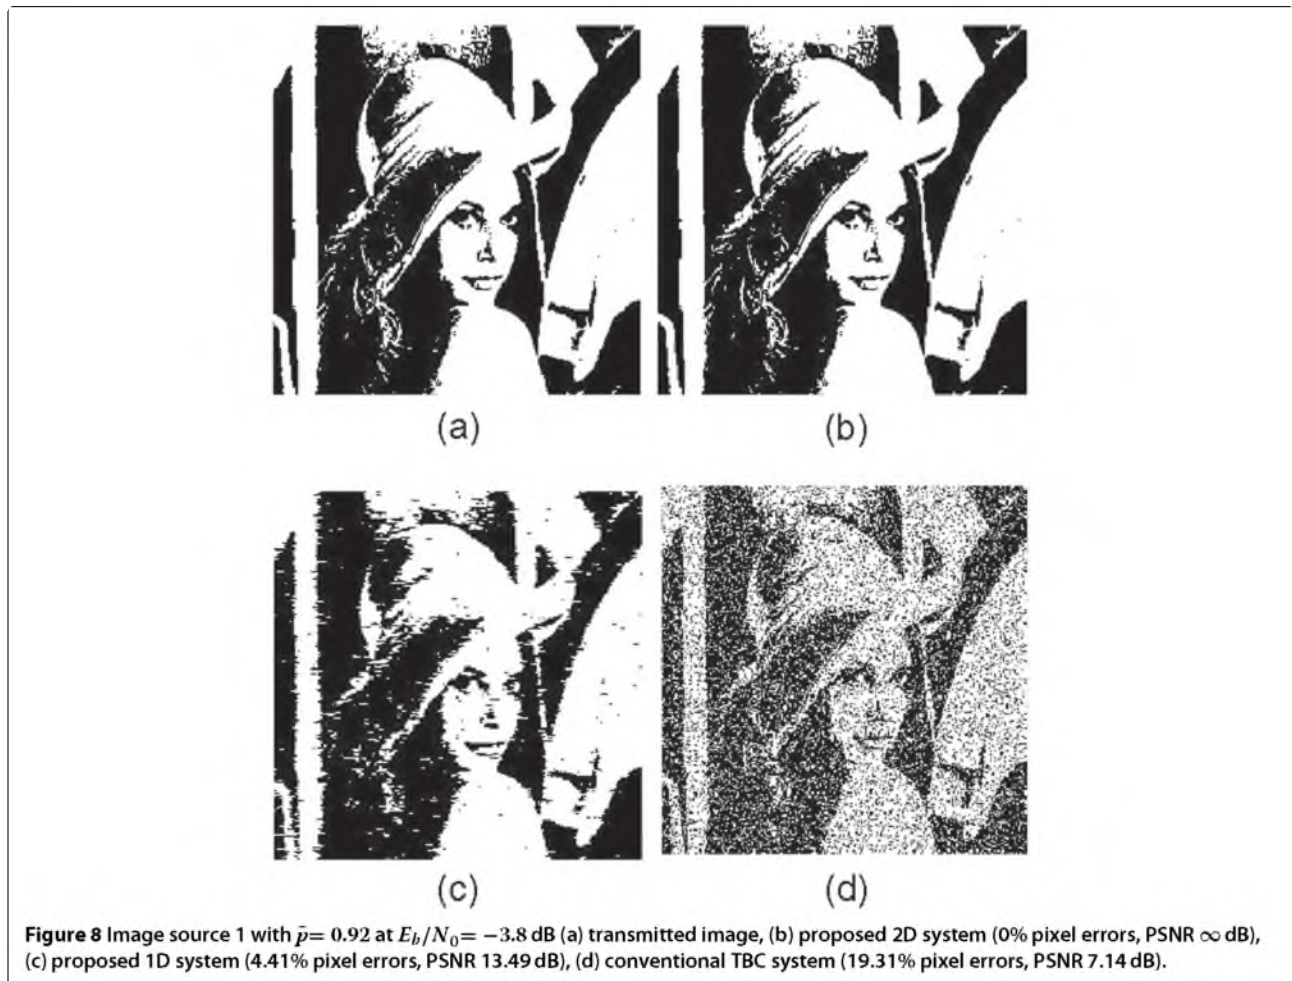 (a)
(b)
(c)
(d)
Figure 8 Image source 1 with p̄= 0.92 at E_b/N_0= −3.8 dB (a) transmitted image, (b) proposed 2D system (0% pixel errors, PSNR ∞ dB),
(c) proposed 1D system (4.41% pixel errors, PSNR 13.49 dB), (d) conventional TBC system (19.31% pixel errors, PSNR 7.14 dB).